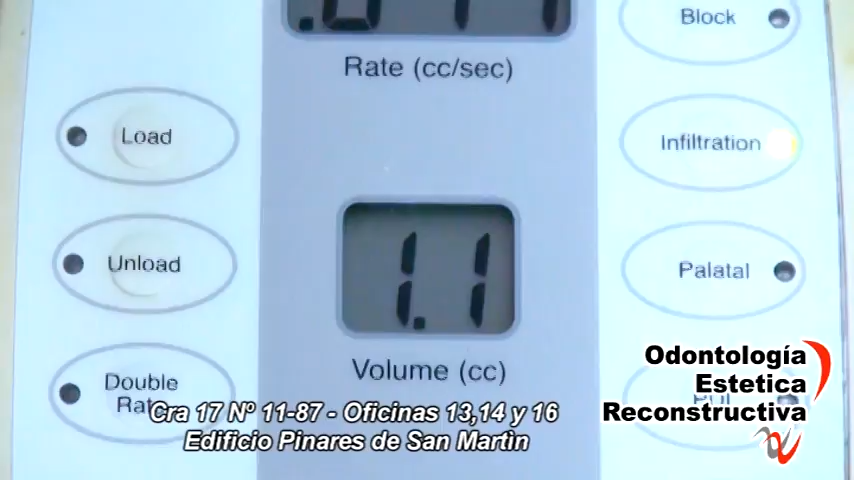 Rate (cc/sec)
Block
Load
Infiltration
Unload
1.1
Palatal
Volume (cc)
Double
Odontología
Estetica
Reconstructiva
Cra 17 Nº 11-87 - Oficinas 13,14 y 16
Edificio Pinares de San Martìn